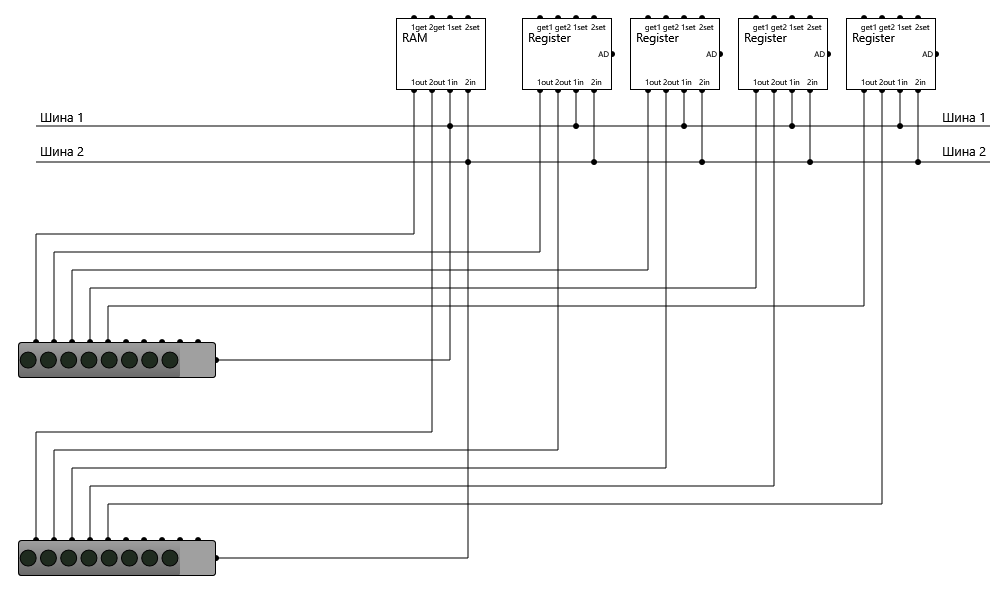 1get 2get 1set 2set
RAM
1out 2out 1in 2in
get1 get2 1set 2set
Register
AD
1out 2out 1in 2in
get1 get2 1set 2set
Register
AD
1out 2out 1in 2in
get1 get2 1set 2set
Register
AD
1out 2out 1in 2in
get1 get2 1set 2set
Register
AD
1out 2out 1in 2in
Шина 1
Шина 1
Шина 2
Шина 2